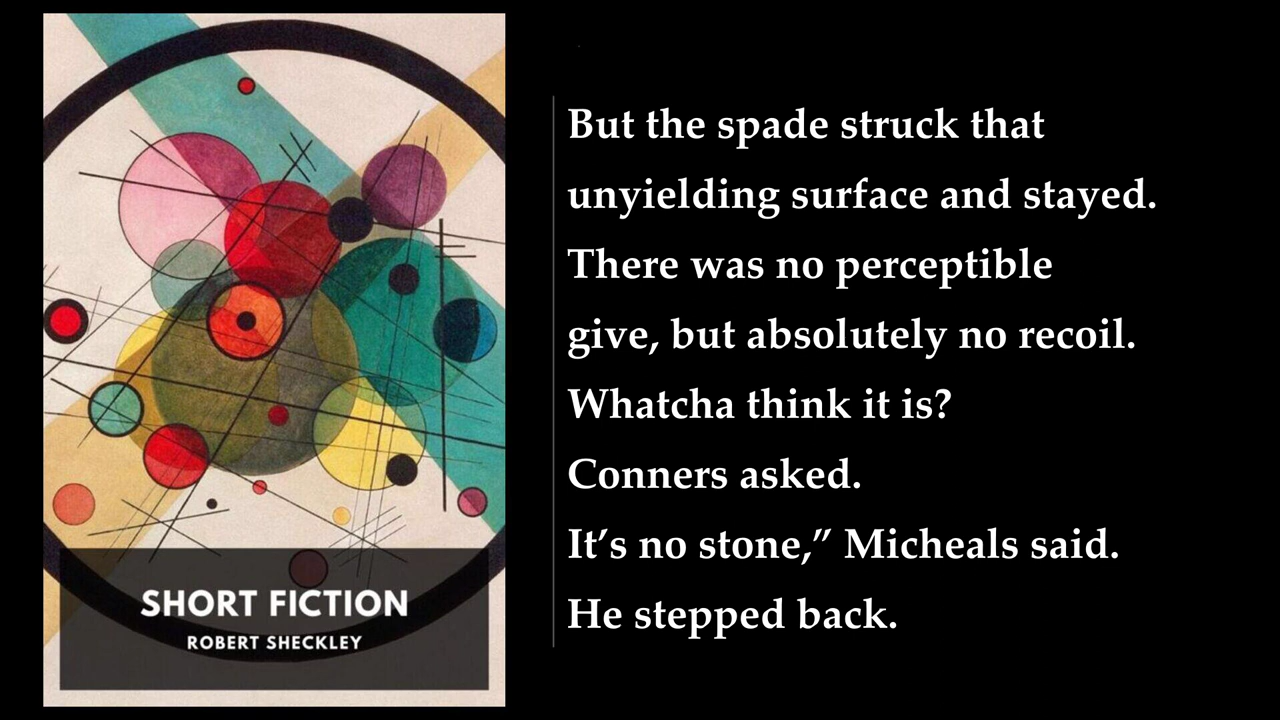 SHORT FICTION
ROBERT SHECKLEY
But the spade struck that
unyielding surface and stayed.
There was no perceptible
give, but absolutely no recoil.
Whatcha think it is?
Conners asked.
It’s no stone,” Micheals said.
He stepped back.